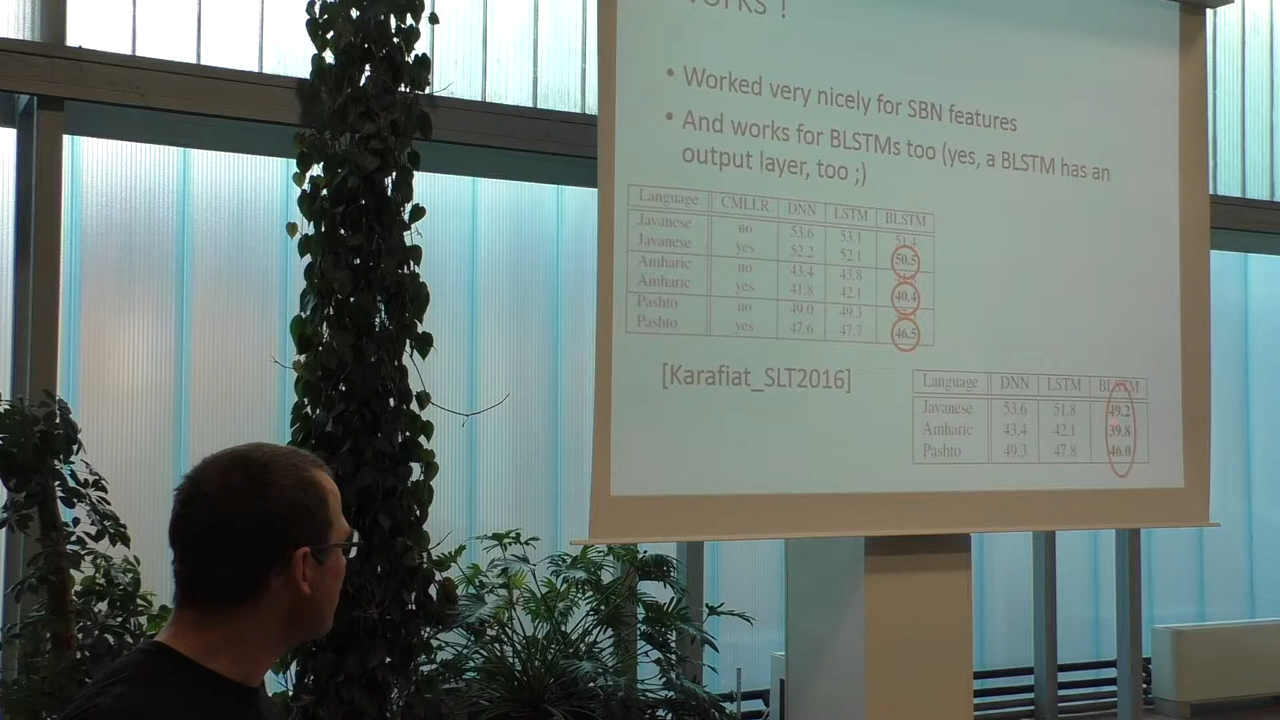 • Worked very nicely for SBN features
• And works for BLSTMs too (yes, a BLSTM has an
output layer, too ;)
Language CMLLR DNN LSTM BLSTM
Javanese no 53.6 53.1 51.4
Javanese yes 52.2 52.1 50.5
Amharic no 43.4 43.8
Amharic yes 41.8 42.1 40.4
Pashto no 49.0 49.3
Pashto yes 47.6 47.7 46.5
[Karafiat_SLT2016]
Language DNN LSTM BLSTM
Javanese 53.6 51.8 49.2
Amharic 43.4 42.1 39.8
Pashto 49.3 47.8 46.0